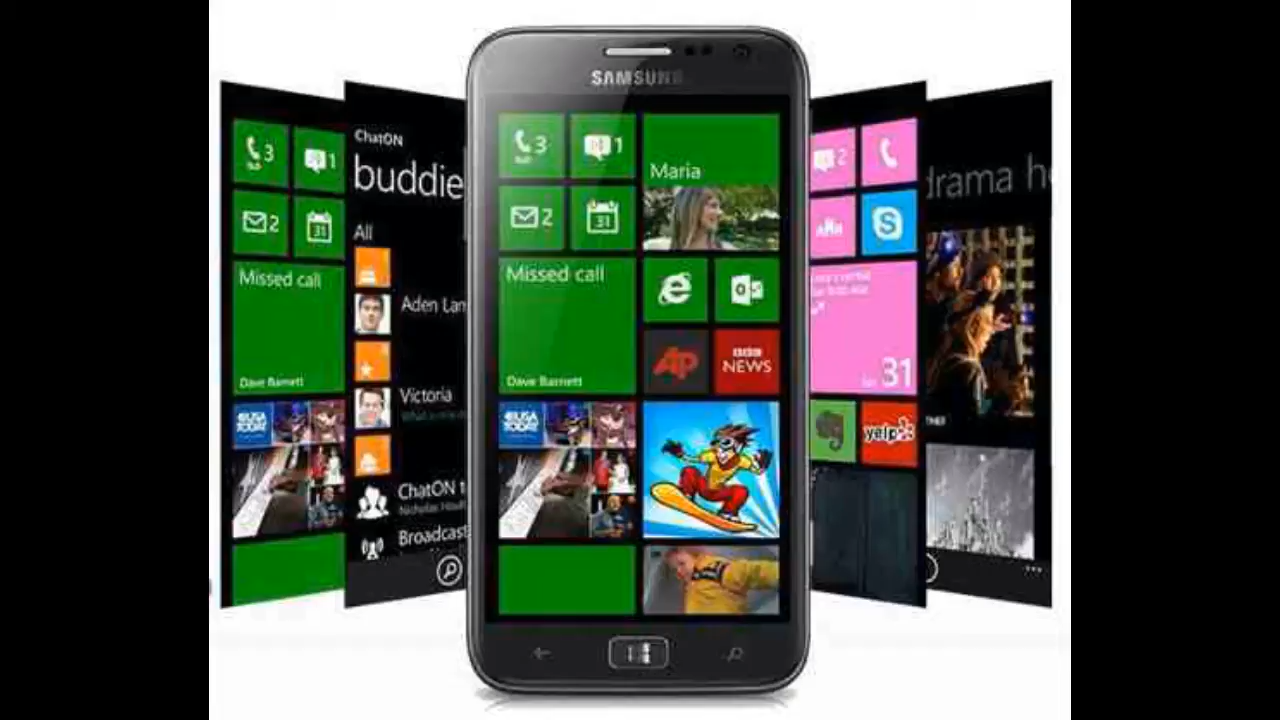 3
1
2
31
Missed call
Dave Barnett
USA
TODAY
ChatON
buddie
All
Aden Lan
Victoria
ChatON
Broadcast
SAMSUNG
3
1
Maria
2
31
Missed call
Dave Barnett
AP
BBC
NEWS
USA
TODAY
2
S
31
yelp
drama